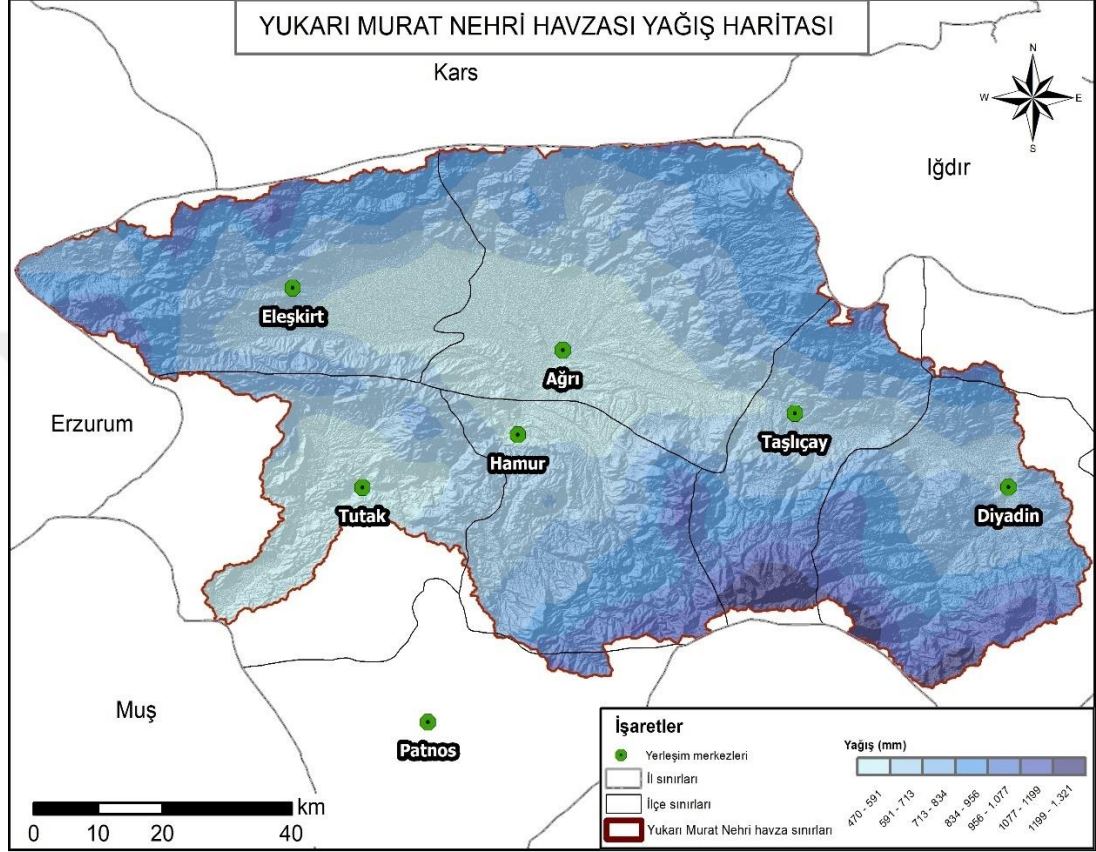 YUKARI MURAT NEHRİ HAVZASI YAĞIŞ HARİTASI
Kars
N
W
E
S
Iğdır
Eleşkirt
Ağrı
Erzurum
Taşlıçay
Hamur
Tutak
Diyadin
Muş
Patnos
İşaretler
Yerleşim merkezleri
İl sınırları
İlçe sınırları
Yukarı Murat Nehri havza sınırları
Yağış (mm)
470 - 591
591 - 713
713 - 834
834 - 956
956 - 1.077
1077 - 1199
1199 - 1.321
km
0 10 20 40